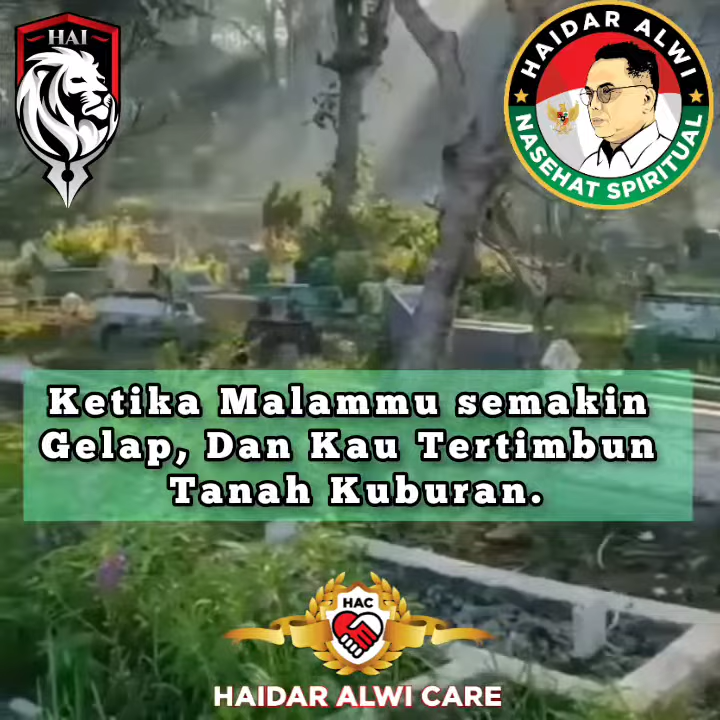 HAI
HAIDAR ALWI
NASEHAT SPIRITUAL
Ketika Malammu semakin
Gelap, Dan Kau Tertimbun
Tanah Kuburan.
HAC
HAIDAR ALWI CARE